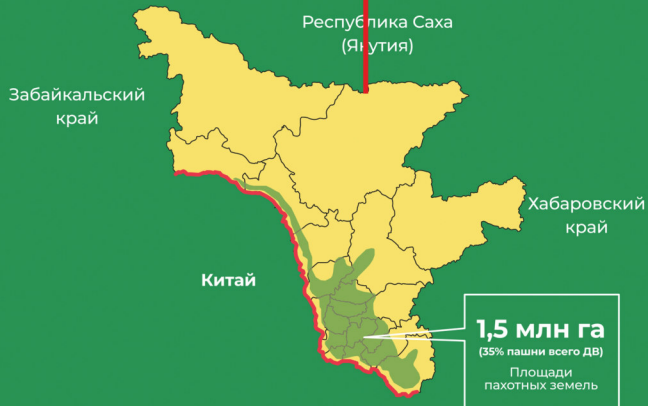 Республика Саха
(Якутия)
Забайкальский
край
Хабаровский
край
Китай
1,5 млн га
(35% пашни всего ДВ)
Площади
пахотных земель